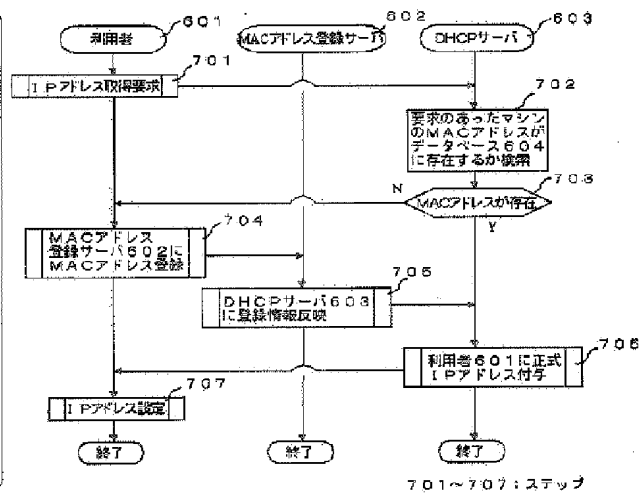 利用者
601
MACアドレス登録サーバ
602
DHCPサーバ
603
IPアドレス取得要求
701
702
要求のあったマシン
のMACアドレスが
データベース604
に存在するか検索
703
N
MACアドレスが存在
Y
704
MACアドレス
登録サーバ602に
MACアドレス登録
705
DHCPサーバ603
に登録情報反映
706
利用者601に正式
IPアドレス付与
707
IPアドレス設定
終了
終了
終了
701~707:ステップ